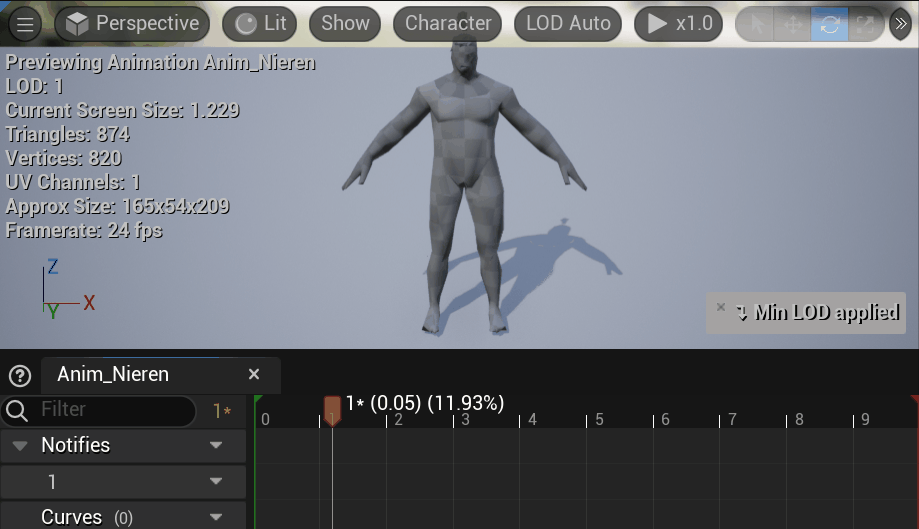 Perspective Lit Show Character LOD Auto x1.0
Previewing Animation Anim_Nieren
LOD: 1
Current Screen Size: 1.229
Triangles: 874
Vertices: 820
UV Channels: 1
Approx Size: 165x54x209
Framerate: 24 fps
Z
X
Y
Min LOD applied
Anim_Nieren
Filter 1*
1* (0.05) (11.93%)
0 1 2 3 4 5 6 7 8 9
Notifies
1
Curves (0)